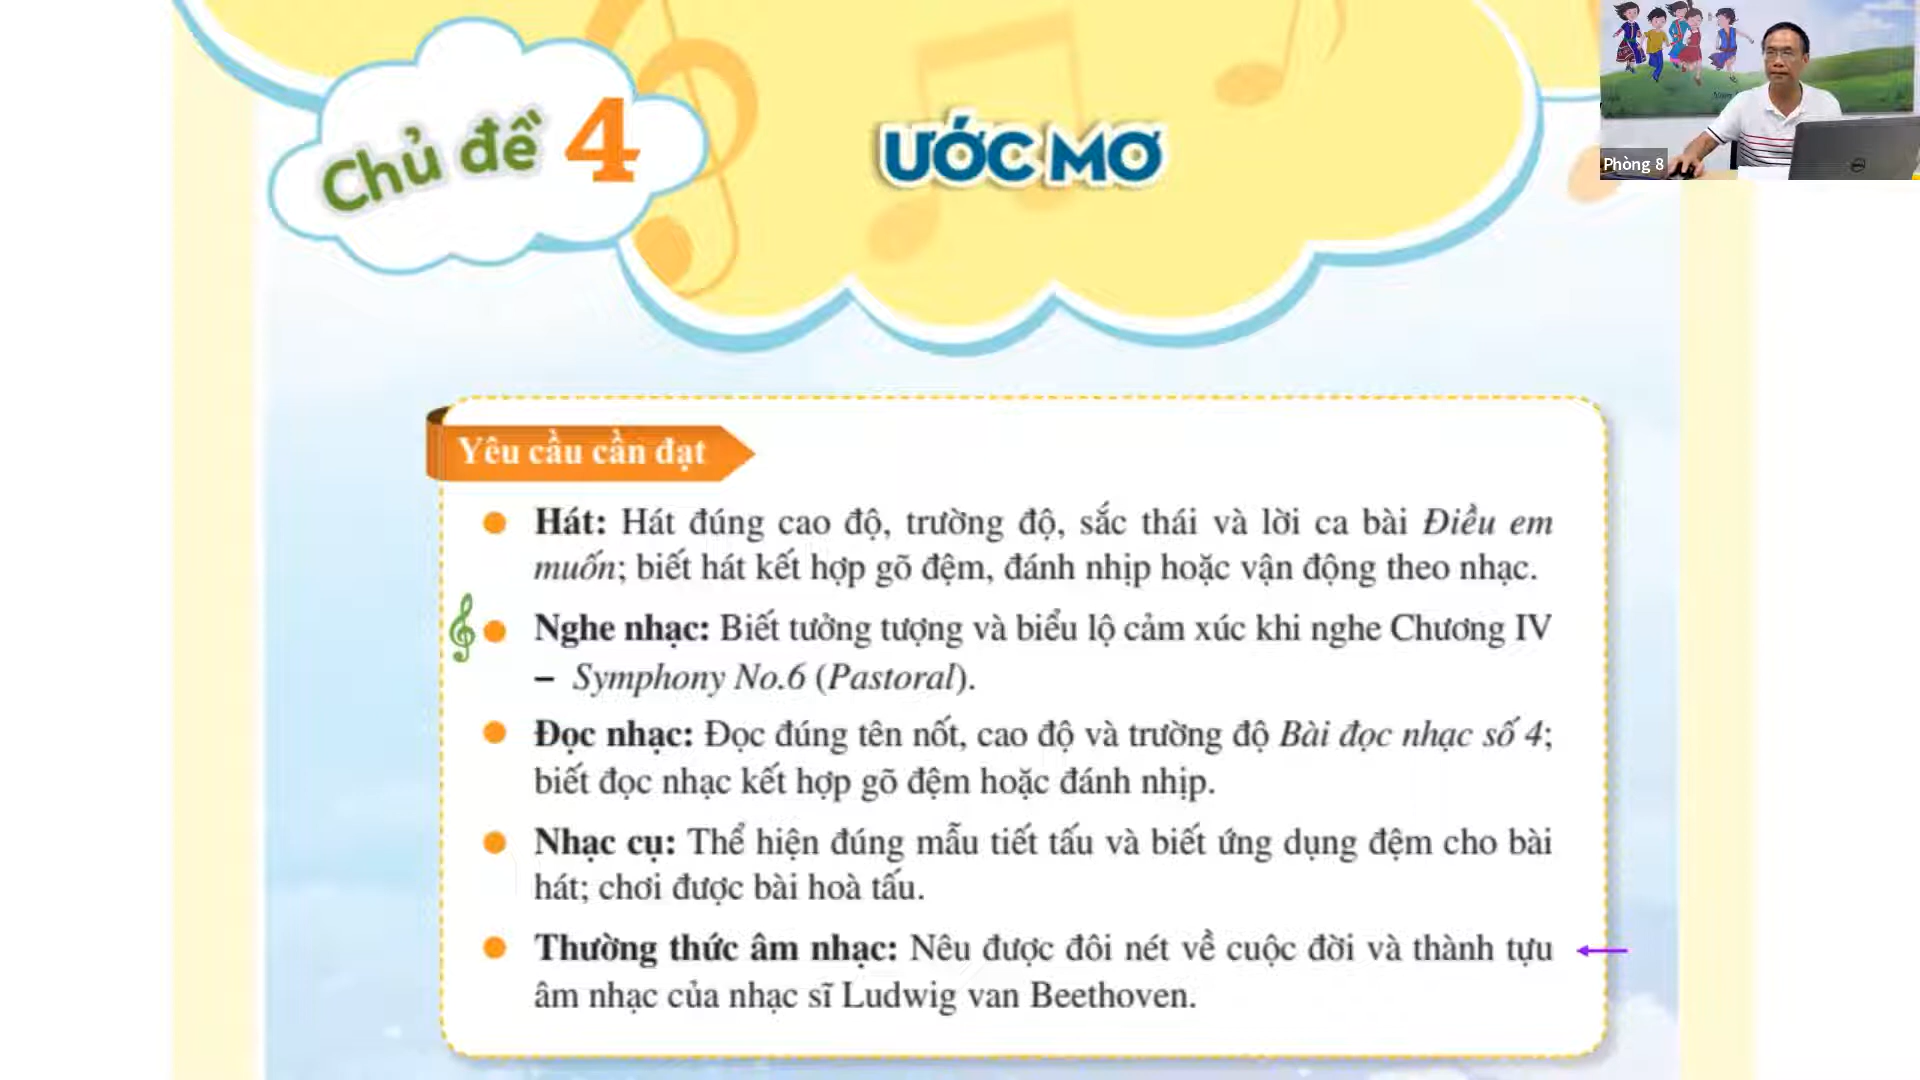 Chủ đề 4
ƯỚC MƠ
Phòng 8
Yêu cầu cần đạt
Hát: Hát đúng cao độ, trường độ, sắc thái và lời ca bài Điều em
muốn; biết hát kết hợp gõ đệm, đánh nhịp hoặc vận động theo nhạc.
Nghe nhạc: Biết tưởng tượng và biểu lộ cảm xúc khi nghe Chương IV
– Symphony No.6 (Pastoral).
Đọc nhạc: Đọc đúng tên nốt, cao độ và trường độ Bài đọc nhạc số 4;
biết đọc nhạc kết hợp gõ đệm hoặc đánh nhịp.
Nhạc cụ: Thể hiện đúng mẫu tiết tấu và biết ứng dụng đệm cho bài
hát; chơi được bài hoà tấu.
Thường thức âm nhạc: Nêu được đôi nét về cuộc đời và thành tựu
âm nhạc của nhạc sĩ Ludwig van Beethoven.